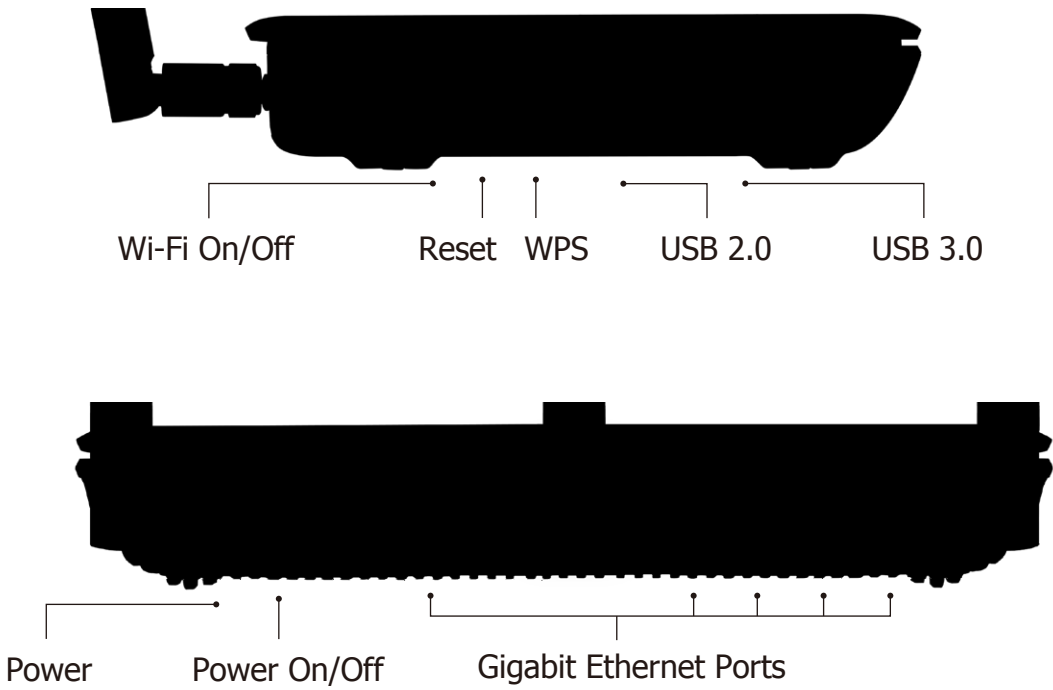 Wi-Fi On/Off Reset WPS USB 2.0 USB 3.0
Power Power On/Off Gigabit Ethernet Ports